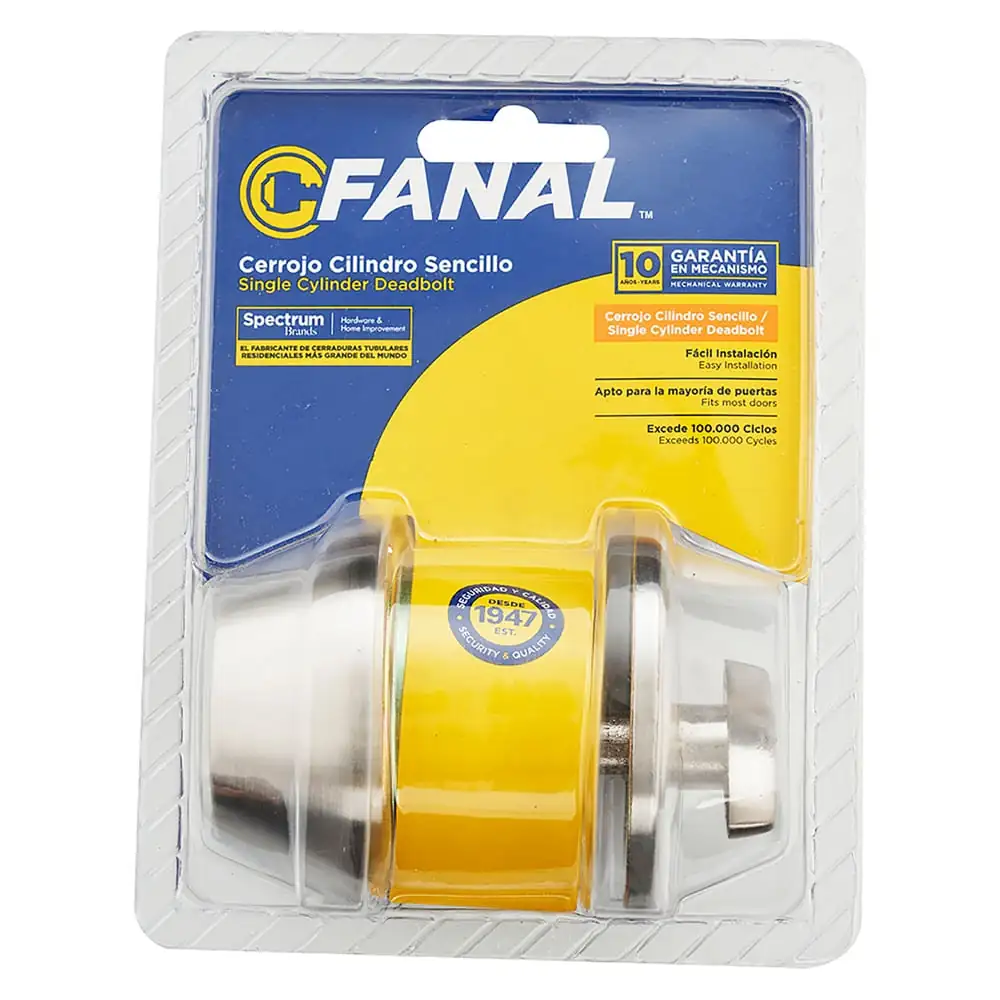 FANAL™
Cerrojo Cilindro Sencillo
Single Cylinder Deadbolt
Spectrum
Brands
Hardware &
Home Improvement
EL FABRICANTE DE CERRADURAS TUBULARES
RESIDENCIALES MÁS GRANDE DEL MUNDO
10
AÑOS-YEARS
GARANTÍA
EN MECANISMO
MECHANICAL WARRANTY
Cerrojo Cilindro Sencillo /
Single Cylinder Deadbolt
Fácil Instalación
Easy Installation
Apto para la mayoría de puertas
Fits most doors
Excede 100.000 Ciclos
Exceeds 100.000 Cycles
SEGURIDAD Y CALIDAD
DESDE
1947
EST.
SECURITY & QUALITY